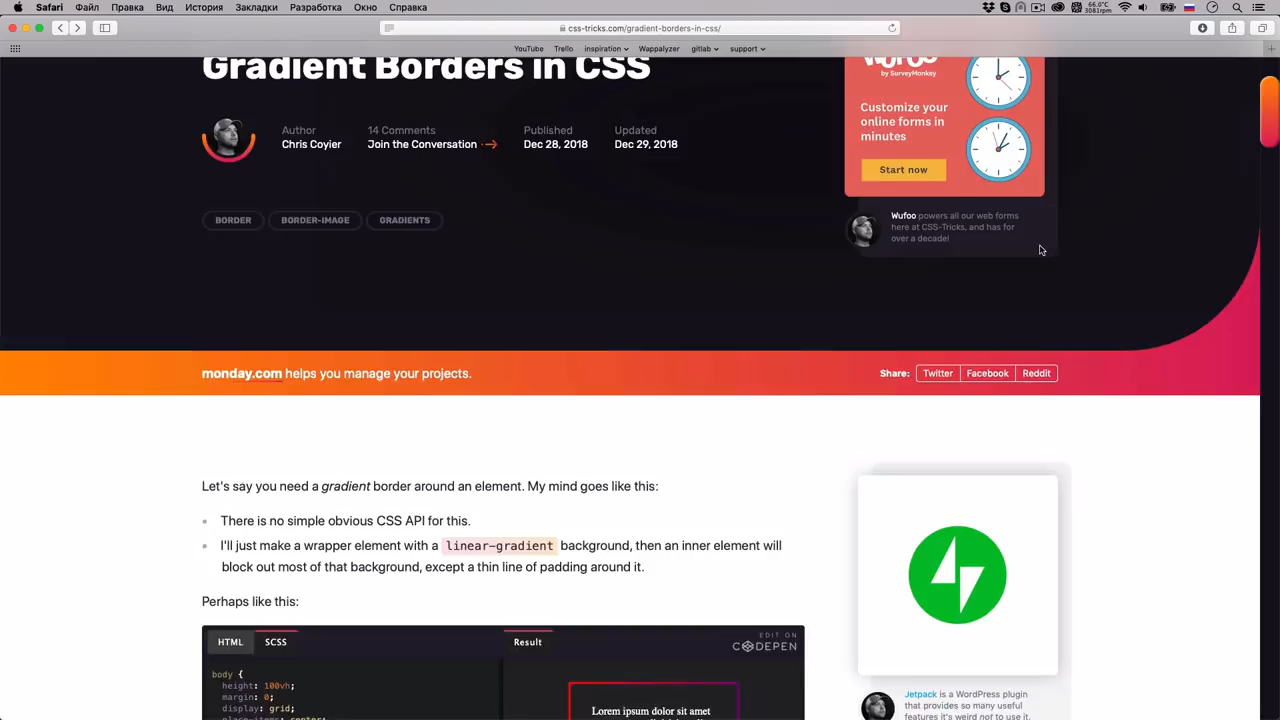 Safari Файл Правка Вид История Закладки Разработка Окно Справка
66.0°C
3081rpm
css-tricks.com/gradient-borders-in-css/
YouTube Trello inspiration Wappalyzer gitlab support
Gradient Borders in CSS
Author
Chris Coyier
14 Comments
Join the Conversation
Published
Dec 28, 2018
Updated
Dec 29, 2018
BORDER BORDER-IMAGE GRADIENTS
Wufoo
by SurveyMonkey
Customize your
online forms in
minutes
Start now
Wufoo powers all our web forms
here at CSS-Tricks, and has for
over a decade!
monday.com helps you manage your projects.
Share: Twitter Facebook Reddit
Let's say you need a gradient border around an element. My mind goes like this:
There is no simple obvious CSS API for this.
I'll just make a wrapper element with a linear-gradient background, then an inner element will
block out most of that background, except a thin line of padding around it.
Perhaps like this:
HTML SCSS Result
EDIT ON
CODEPEN
body {
height: 100vh;
margin: 0;
display: grid;
place-items: center;
Lorem ipsum dolor sit amet
Jetpack is a WordPress plugin
that provides so many useful
features it's weird not to use it.